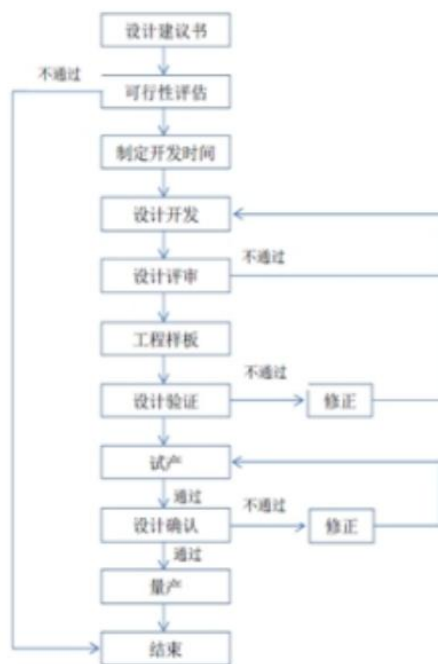 设计建议书
不通过
可行性评估
制定开发时间
设计开发
设计评审
不通过
工程样板
不通过
设计验证
修正
试产
通过
不通过
设计确认
修正
通过
量产
结束